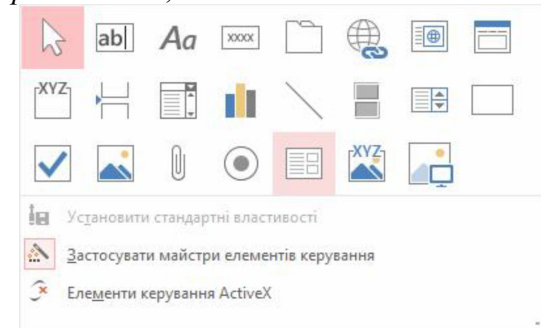 ab
Aa
XXXX
XYZ
XYZ
Установити стандартні властивості
Застосувати майстри елементів керування
Елементи керування ActiveX